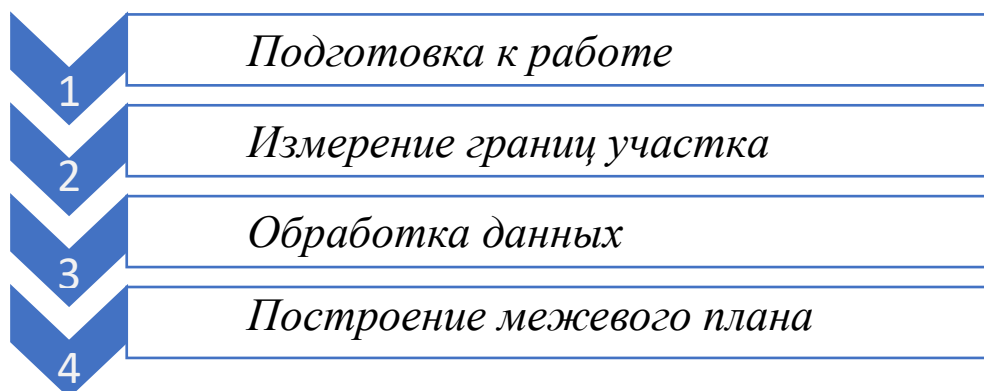 1 Подготовка к работе
2 Измерение границ участка
3 Обработка данных
4 Построение межевого плана